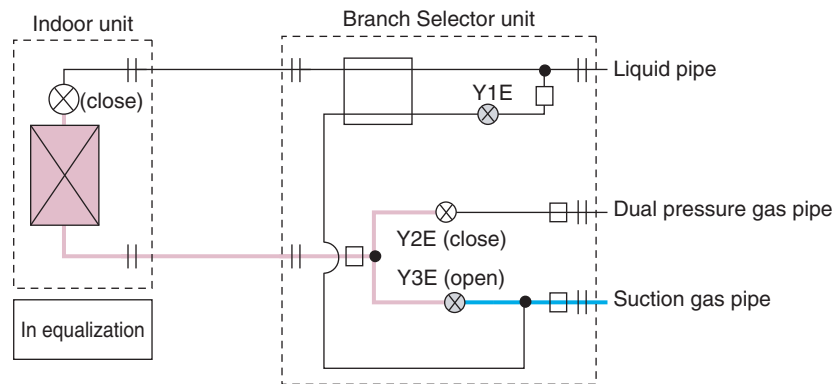 Indoor unit
Branch Selector unit
(close)
Y1E
Liquid pipe
Dual pressure gas pipe
Y2E (close)
Y3E (open)
Suction gas pipe
In equalization